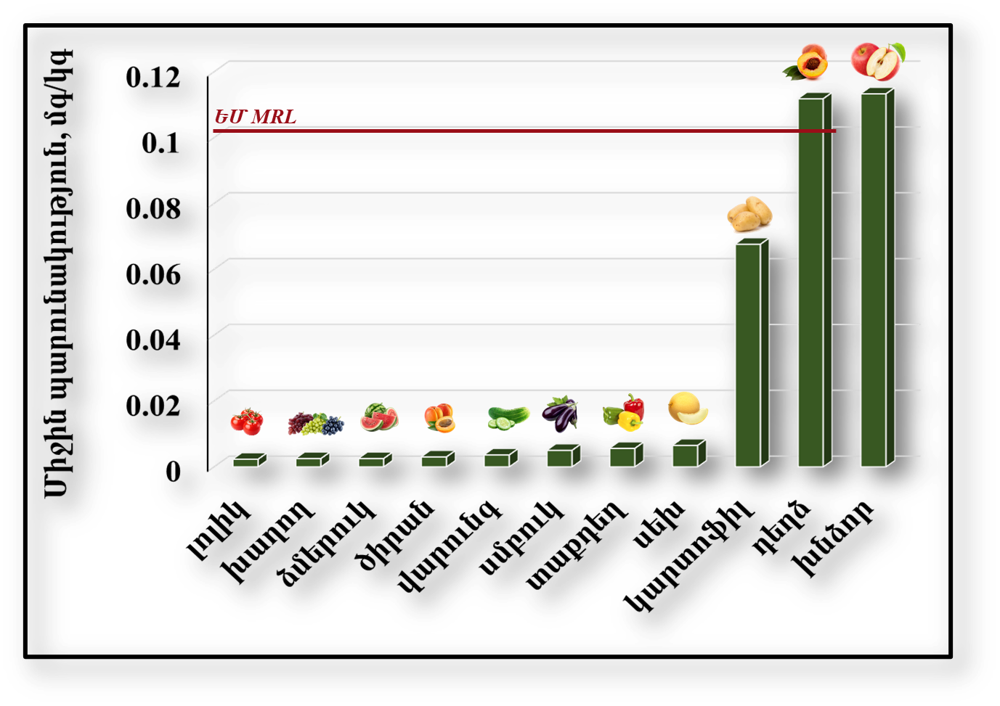 Միջին պարունակություն, մգ/կգ
0.12
ԵՄ MRL
0.1
0.08
0.06
0.04
0.02
0
լոլիկ
խաղող
ձմերուկ
ծիրան
վարունգ
սմբուկ
տաքդեղ
սեխ
կարտոֆիլ
դեղձ
խնձոր